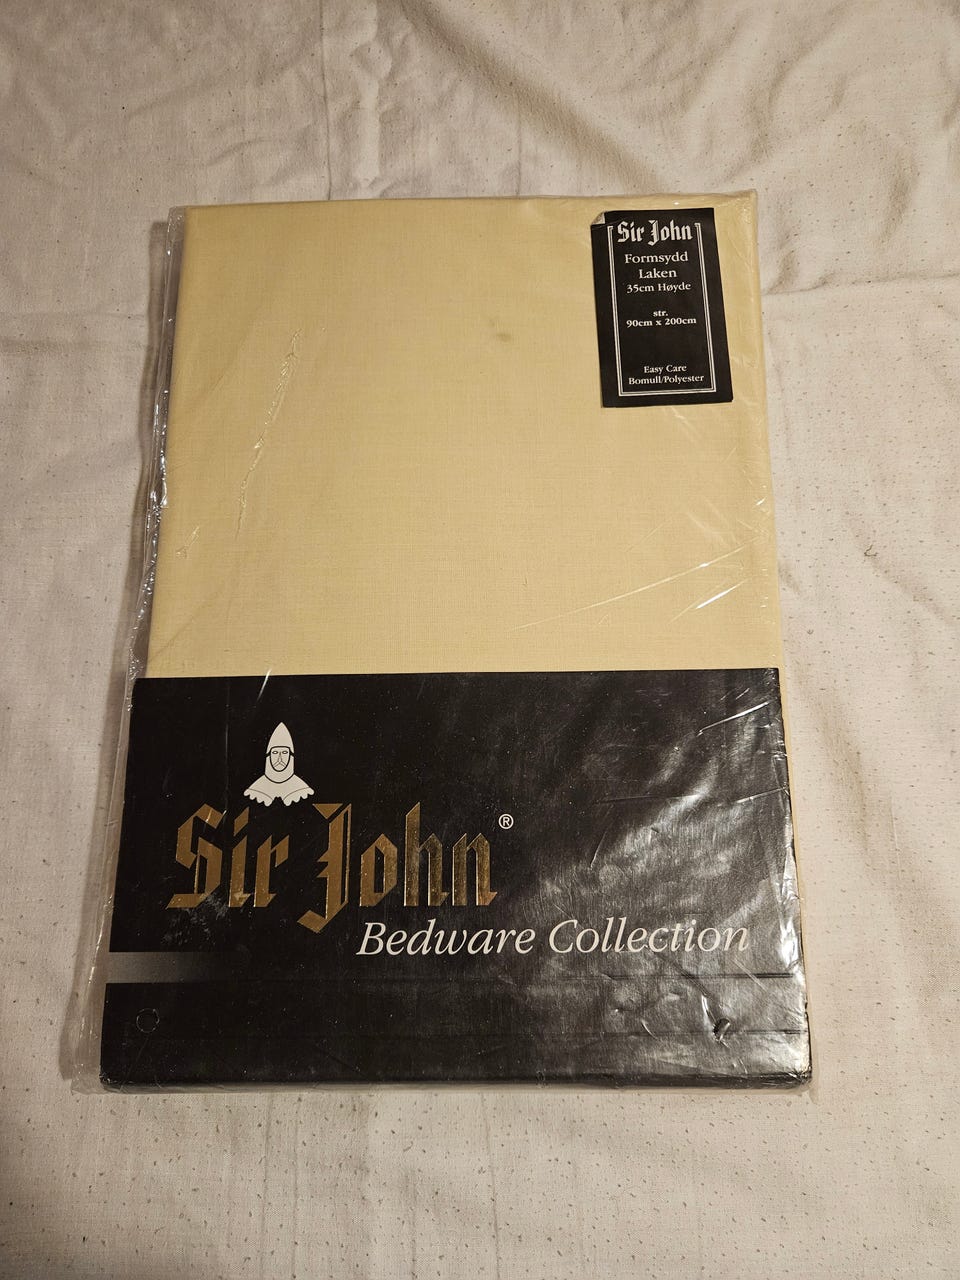 Sir John
Formsydd
Laken
35cm Høyde
str.
90cm x 200cm
Easy Care
Bomull/Polyester
Sir John®
Bedware Collection